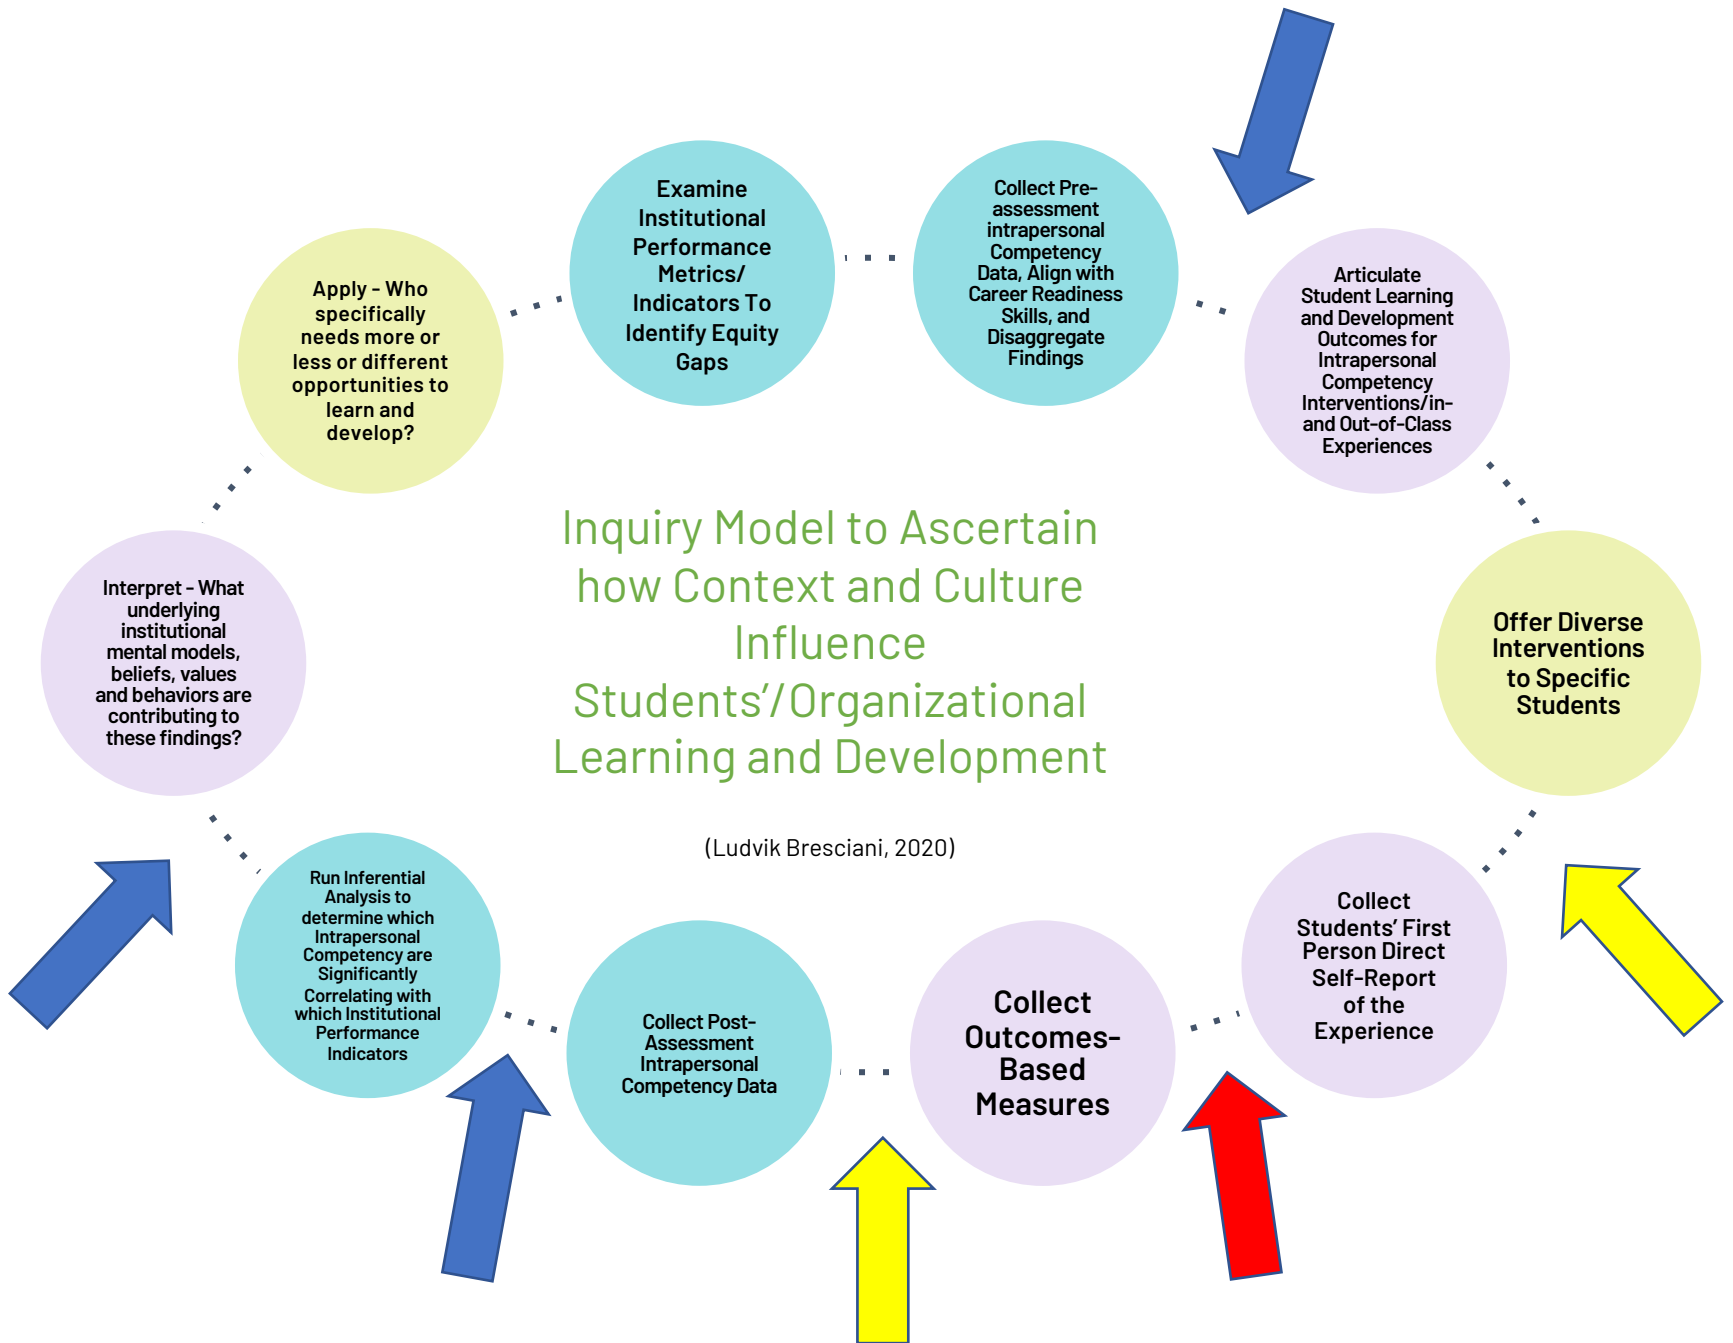 Examine
Institutional
Performance
Metrics/
Indicators To
Identify Equity
Gaps
Collect Pre-
assessment
intrapersonal
Competency
Data, Align with
Career Readiness
Skills, and
Disaggregate
Findings
Articulate
Student Learning
and Development
Outcomes for
Intrapersonal
Competency
Interventions/in-
and Out-of-Class
Experiences
Offer Diverse
Interventions
to Specific
Students
Collect
Students’ First
Person Direct
Self-Report
of the
Experience
Collect
Outcomes-
Based
Measures
Collect Post-
Assessment
Intrapersonal
Competency Data
Run Inferential
Analysis to
determine which
Intrapersonal
Competency are
Significantly
Correlating with
which Institutional
Performance
Indicators
Interpret - What
underlying
institutional
mental models,
beliefs, values
and behaviors are
contributing to
these findings?
Apply - Who
specifically
needs more or
less or different
opportunities to
learn and
develop?
Inquiry Model to Ascertain
how Context and Culture
Influence
Students’/Organizational
Learning and Development
(Ludvik Bresciani, 2020)